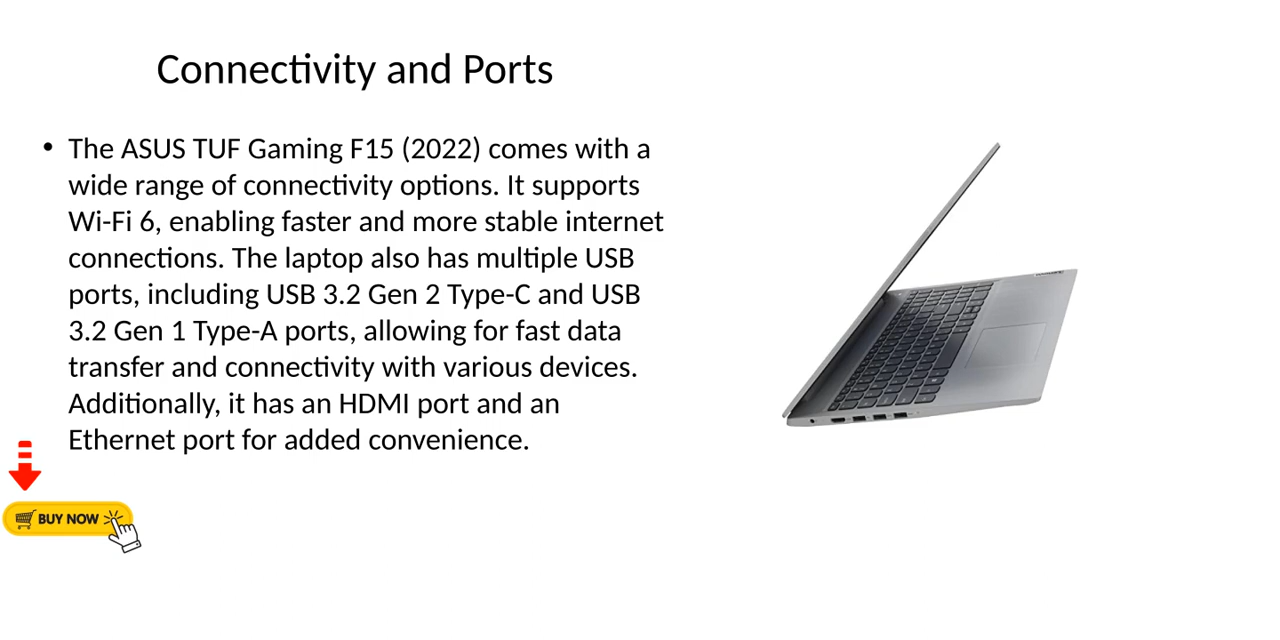 Connectivity and Ports
• The ASUS TUF Gaming F15 (2022) comes with a
wide range of connectivity options. It supports
Wi-Fi 6, enabling faster and more stable internet
connections. The laptop also has multiple USB
ports, including USB 3.2 Gen 2 Type-C and USB
3.2 Gen 1 Type-A ports, allowing for fast data
transfer and connectivity with various devices.
Additionally, it has an HDMI port and an
Ethernet port for added convenience.
BUY NOW